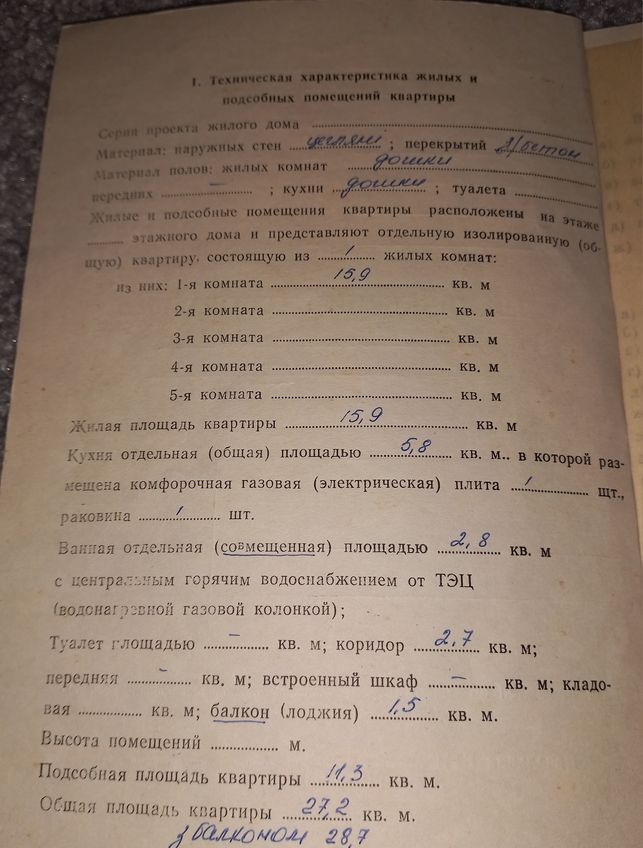 1. Техническая характеристика жилых и
подсобных помещений квартиры
Серия проекта жилого дома
Материал: наружных стен цегляні ; перекрытий з/бетон
Материал полов: жилых комнат дошки
передних – ; кухни дошки ; туалета
Жилые и подсобные помещения квартиры расположены на этаже
этажного дома и представляют отдельную изолированную (об-
щую) квартиру, состоящую из 1 жилых комнат:
из них: 1-я комната 15,9 кв. м
2-я комната кв. м
3-я комната кв. м
4-я комната кв. м
5-я комната кв. м
Жилая площадь квартиры 15,9 кв. м
Кухня отдельная (общая) площадью 5,8 кв. м.. в которой раз-
мещена комфорочная газовая (электрическая) плита 1 шт.,
раковина 1 шт.
Ванная отдельная (совмещенная) площадью 2,8 кв. м
с центральным горячим водоснабжением от ТЭЦ
(водонагревной газовой колонкой);
Туалет площадью – кв. м; коридор 2,7 кв. м;
передняя – кв. м; встроенный шкаф – кв. м; кладо-
вая кв. м; балкон (лоджия) 1,5 кв. м.
Высота помещений м.
Подсобная площадь квартиры 11,3 кв. м.
Общая площадь квартиры 27,2 кв. м.
з балконом 28,7